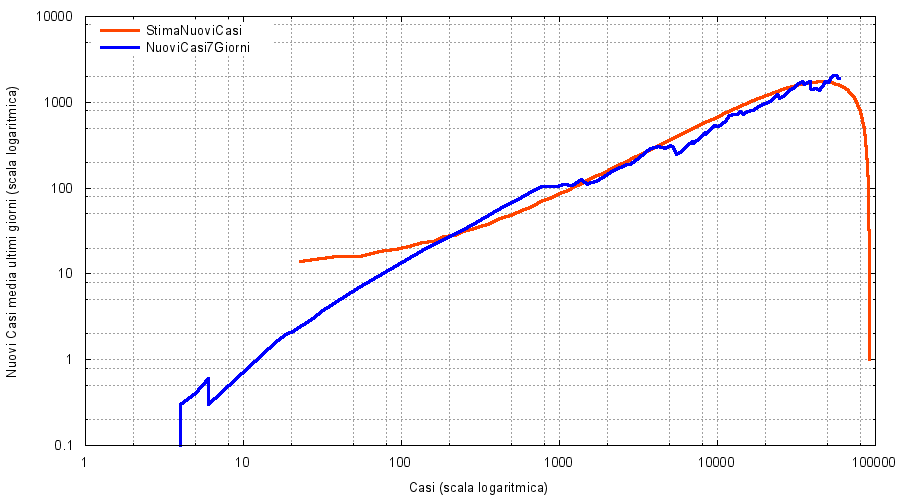 10000
StimaNuoviCasi
NuoviCasi7Giorni
1000
100
10
1
0.1
Nuovi Casi media ultimi giorni (scala logaritmica)
1 10 100 1000 10000 100000
Casi (scala logaritmica)